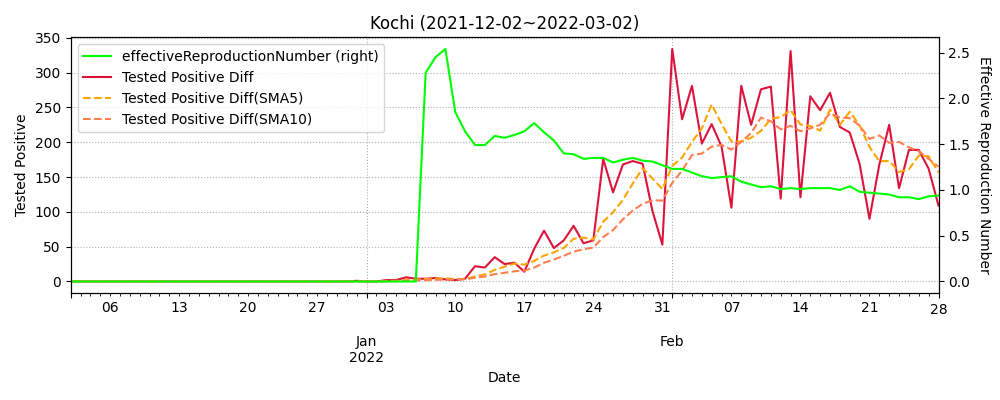 Kochi (2021-12-02~2022-03-02)
effectiveReproductionNumber (right)
Tested Positive Diff
Tested Positive Diff(SMA5)
Tested Positive Diff(SMA10)
Tested Positive
350
300
250
200
150
100
50
0
Effective Reproduction Number
2.5
2.0
1.5
1.0
0.5
0.0
06 13 20 27 03 10 17 24 31 07 14 21 28
Jan Feb
2022
Date